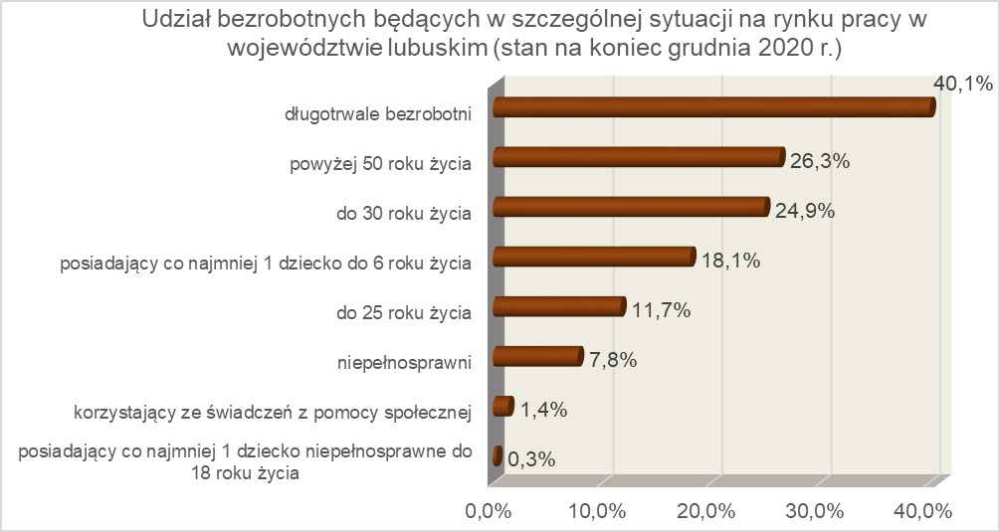 Udział bezrobotnych będących w szczególnej sytuacji na rynku pracy w
województwie lubuskim (stan na koniec grudnia 2020 r.)
długotrwale bezrobotni
40,1%
powyżej 50 roku życia
26,3%
do 30 roku życia
24,9%
posiadający co najmniej 1 dziecko do 6 roku życia
18,1%
do 25 roku życia
11,7%
niepełnosprawni
7,8%
korzystający ze świadczeń z pomocy społecznej
1,4%
posiadający co najmniej 1 dziecko niepełnosprawne do
18 roku życia
0,3%
0,0%
10,0%
20,0%
30,0%
40,0%